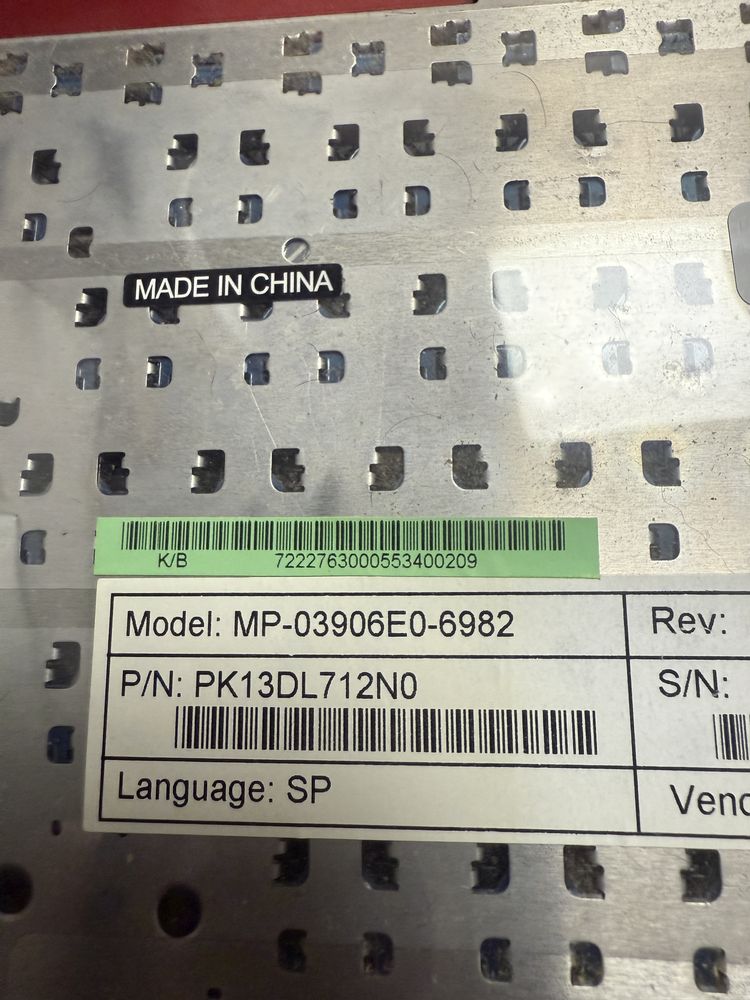 MADE IN CHINA
K/B 7222763000553400209
Model: MP-03906E0-6982 Rev:
P/N: PK13DL712N0 S/N:
Language: SP